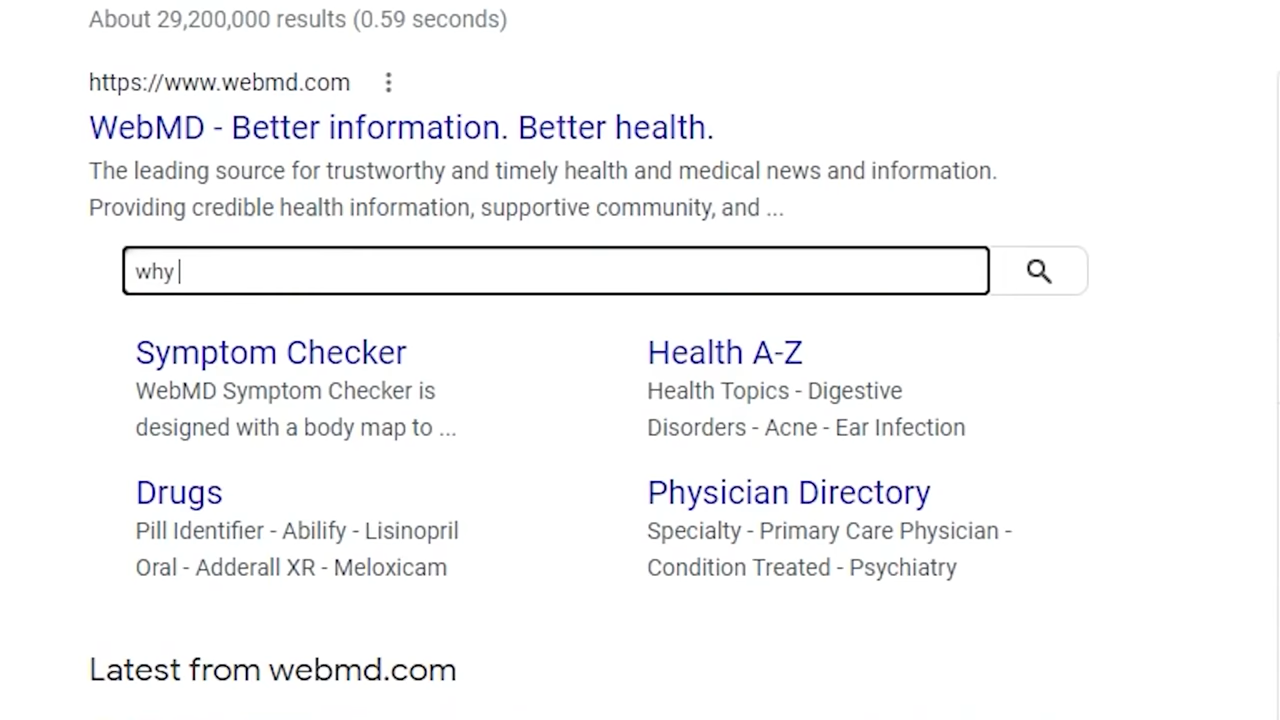 About 29,200,000 results (0.59 seconds)
https://www.webmd.com
WebMD - Better information. Better health.
The leading source for trustworthy and timely health and medical news and information.
Providing credible health information, supportive community, and ...
why
Symptom Checker
WebMD Symptom Checker is
designed with a body map to ...
Health A-Z
Health Topics - Digestive
Disorders - Acne - Ear Infection
Drugs
Pill Identifier - Abilify - Lisinopril
Oral - Adderall XR - Meloxicam
Physician Directory
Specialty - Primary Care Physician -
Condition Treated - Psychiatry
Latest from webmd.com